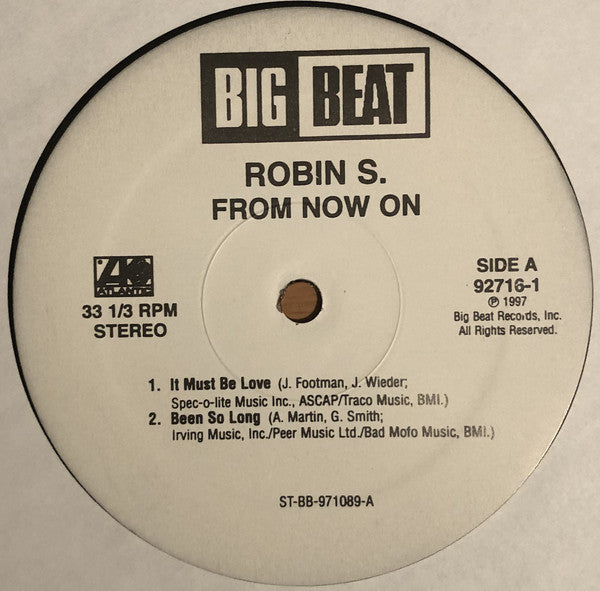 BIG BEAT
ROBIN S.
FROM NOW ON
ATLANTIC
33 1/3 RPM
STEREO
SIDE A
92716-1
℗ 1997
Big Beat Records, Inc.
All Rights Reserved.
1. It Must Be Love (J. Footman, J. Wieder;
Spec-o-lite Music Inc., ASCAP/Traco Music, BMI.)
2. Been So Long (A. Martin, G. Smith;
Irving Music, Inc./Peer Music Ltd./Bad Mofo Music, BMI.)
ST-BB-971089-A